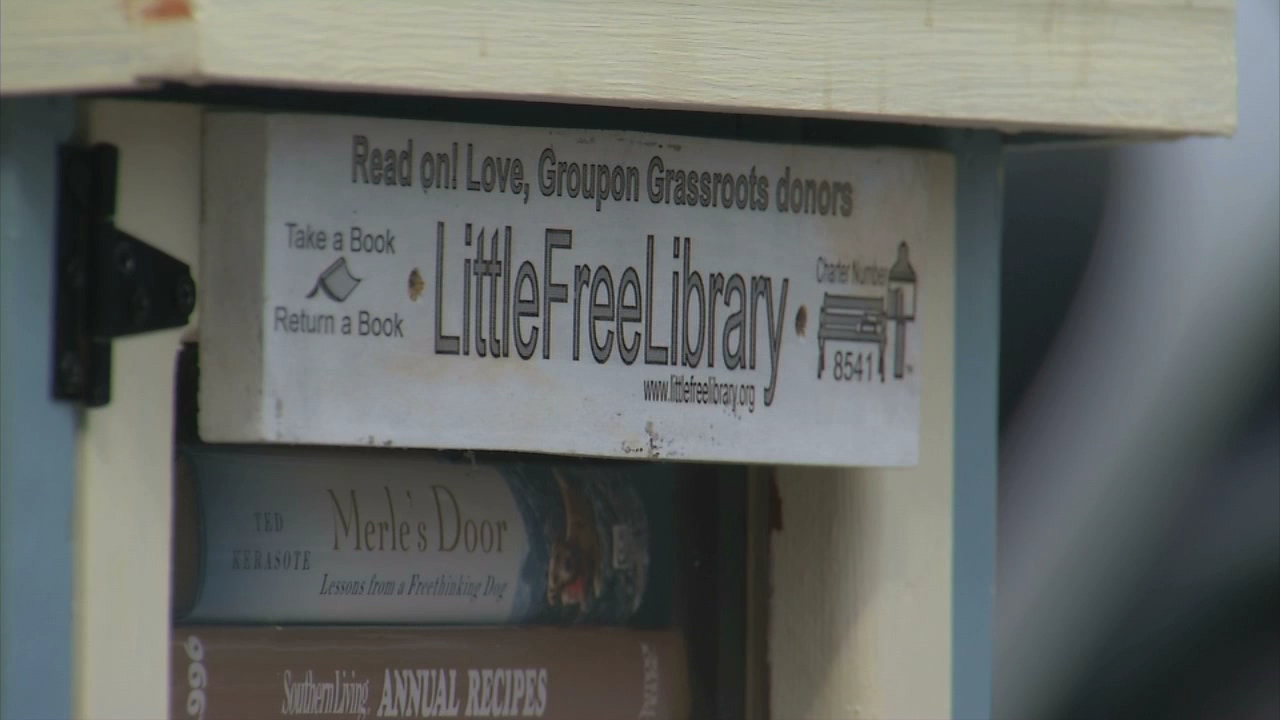 Read on! Love, Groupon Grassroots donors
Take a Book
Return a Book
LittleFreeLibrary
www.littlefreelibrary.org
Charter Number
8541
TED
KERASOTE
Merle's Door
Lessons from a Freethinking Dog
1996
Southern Living ANNUAL RECIPES